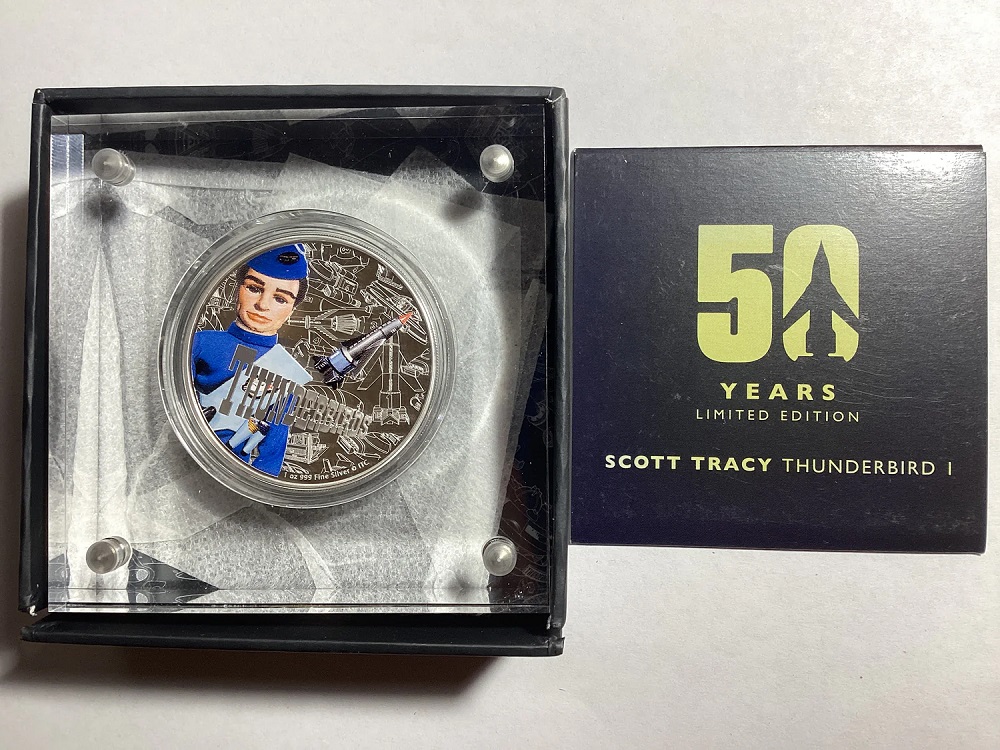 THUNDERBIRDS
1 oz 999 Fine Silver © ITC
50
YEARS
LIMITED EDITION
SCOTT TRACY THUNDERBIRD 1